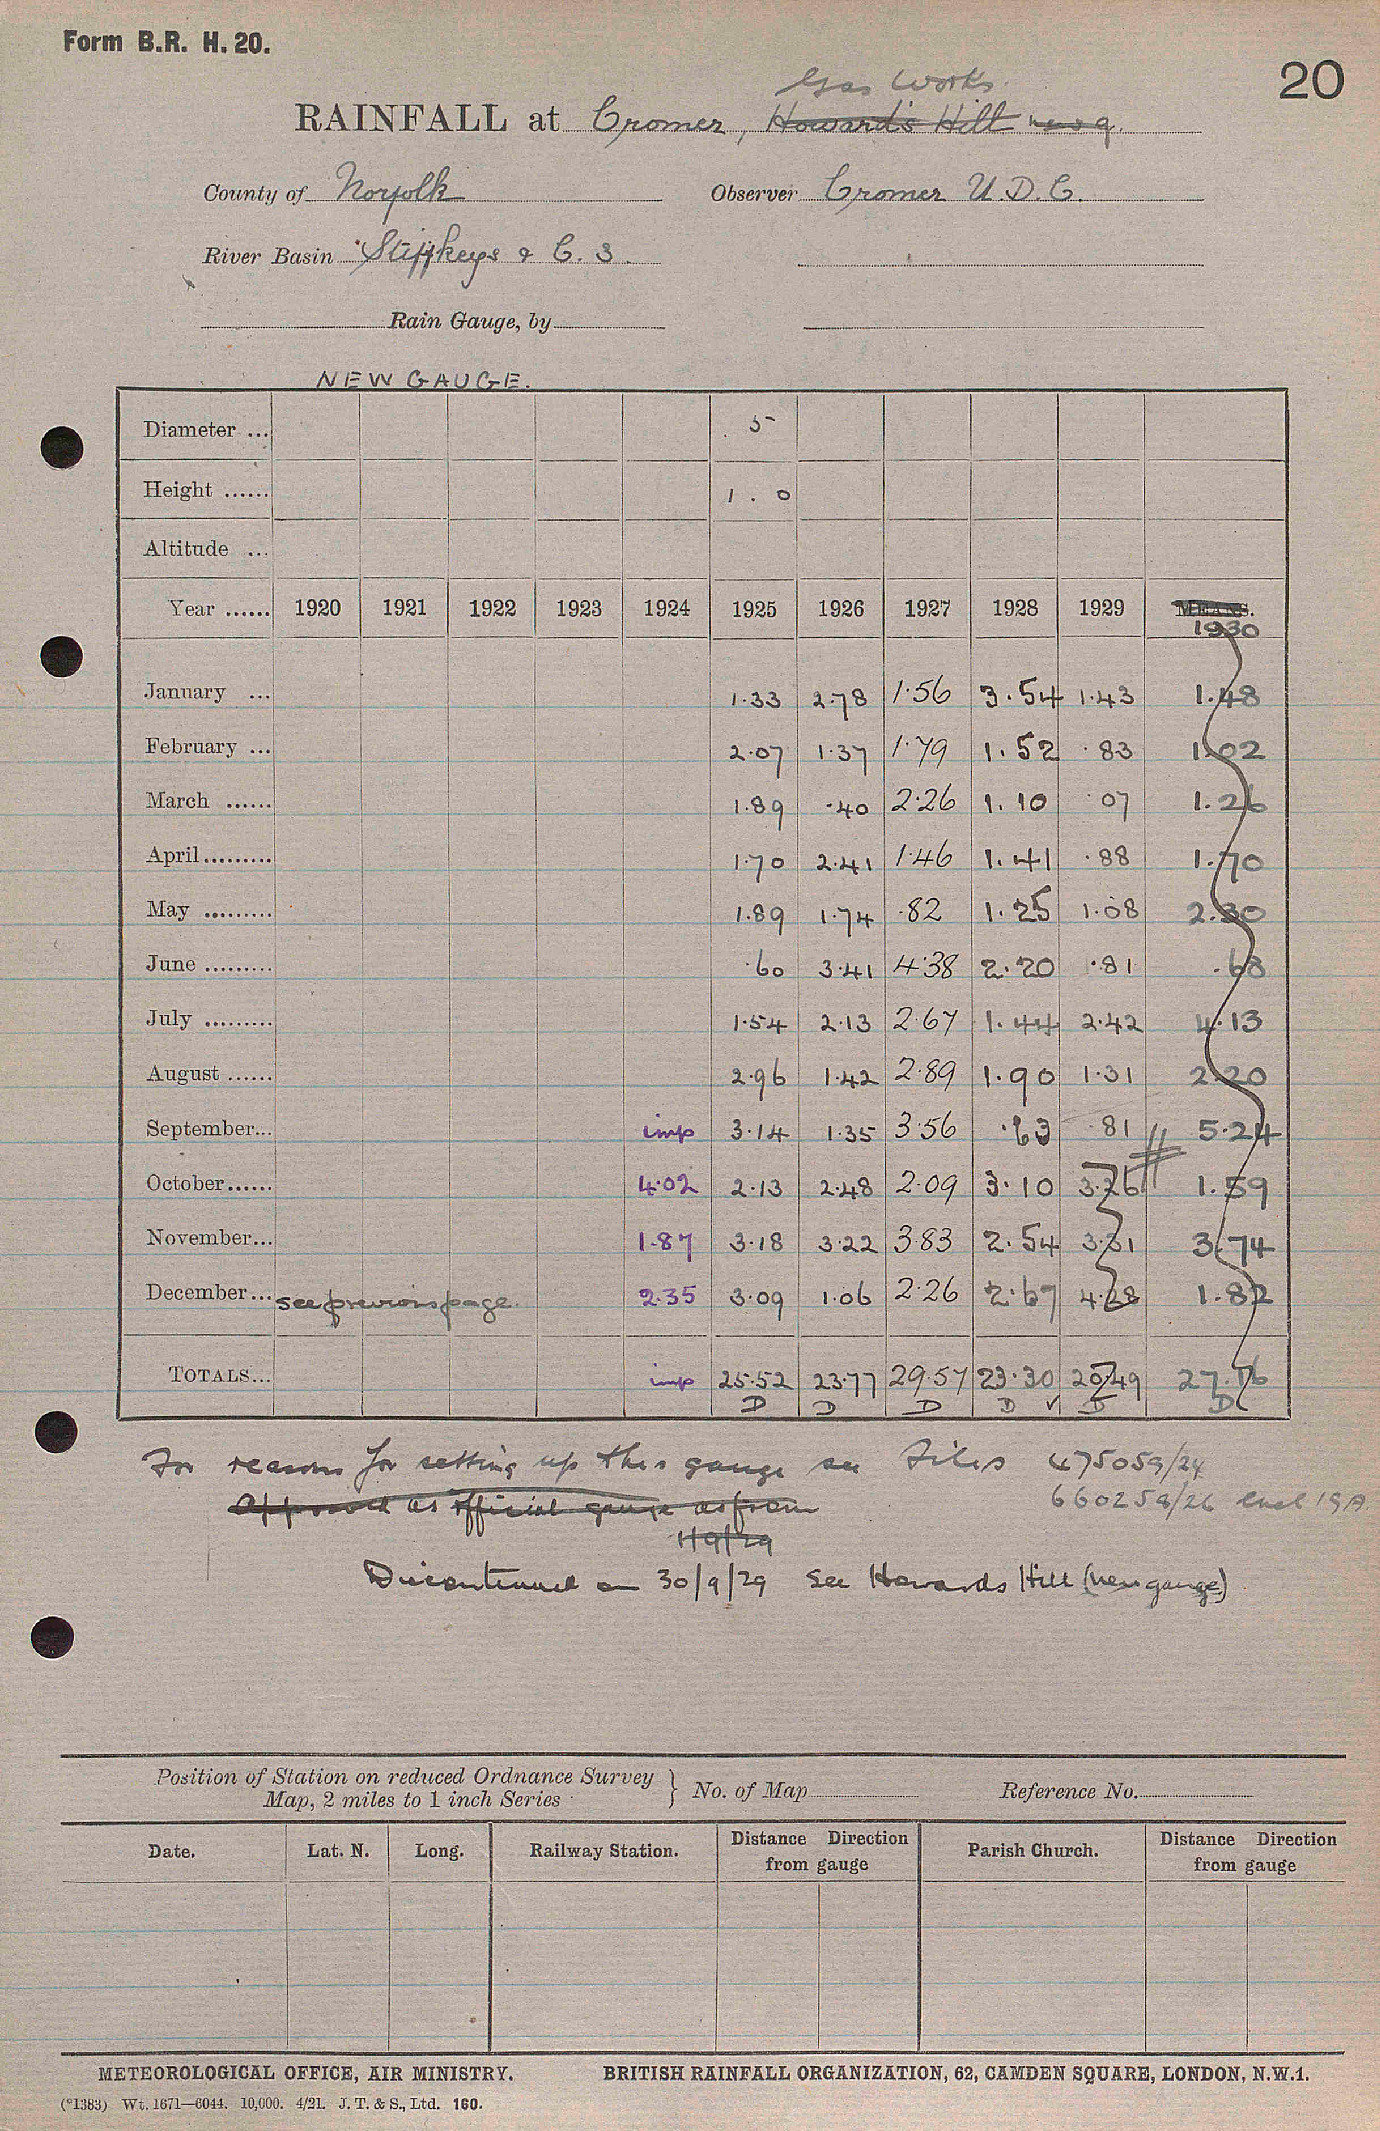 Form B.R. H. 20.
20
Gas Works.
RAINFALL at Cromer, Howard's Hill new g.
County of Norfolk Observer Cromer U.D.C.
River Basin Stiffkeys & C. 3.
Rain Gauge, by
NEW GAUGE.
Diameter ... 5
Height ...... 1.0
Altitude ...
Year ...... 1920 1921 1922 1923 1924 1925 1926 1927 1928 1929 MEANS.
1930
January ... 1.33 2.78 1.56 3.54 1.43 1.48
February ... 2.07 1.37 1.79 1.52 .83 1.02
March ...... 1.89 .40 2.26 1.10 .07 1.26
April ......... 1.70 2.41 1.46 1.41 .88 1.70
May ......... 1.89 1.74 .82 1.25 1.08 2.30
June ......... .60 3.41 4.38 2.20 .81 .68
July ......... 1.54 2.13 2.67 1.44 2.42 4.13
August ...... 2.96 1.42 2.89 1.90 1.31 2.20
September... imp 3.14 1.35 3.56 .63 .81 5.24
October...... 4.02 2.13 2.48 2.09 3.10 3.76 1.59
November... 1.87 3.18 3.22 3.83 2.54 3.31 3.74
December... see previous page 2.35 3.09 1.06 2.26 2.67 4.28 1.82
TOTALS... imp 25.52 23.77 29.57 23.30 20.49 27.16
D D D D ✓ D D
For reasons for setting up this gauge see Files 475059/24
Approved as official gauge as from 660259/26 encl 19A
1/9/29
Discontinued on 30/9/29 See Howards Hill (new gauge)
Position of Station on reduced Ordnance Survey
Map, 2 miles to 1 inch Series } No. of Map Reference No.
Date. Lat. N. Long. Railway Station. Distance Direction from gauge Parish Church. Distance Direction from gauge
METEOROLOGICAL OFFICE, AIR MINISTRY. BRITISH RAINFALL ORGANIZATION, 62, CAMDEN SQUARE, LONDON, N.W.1.
(*1383) Wt. 1671—6044. 10,000. 4/21. J. T. & S., Ltd. 160.